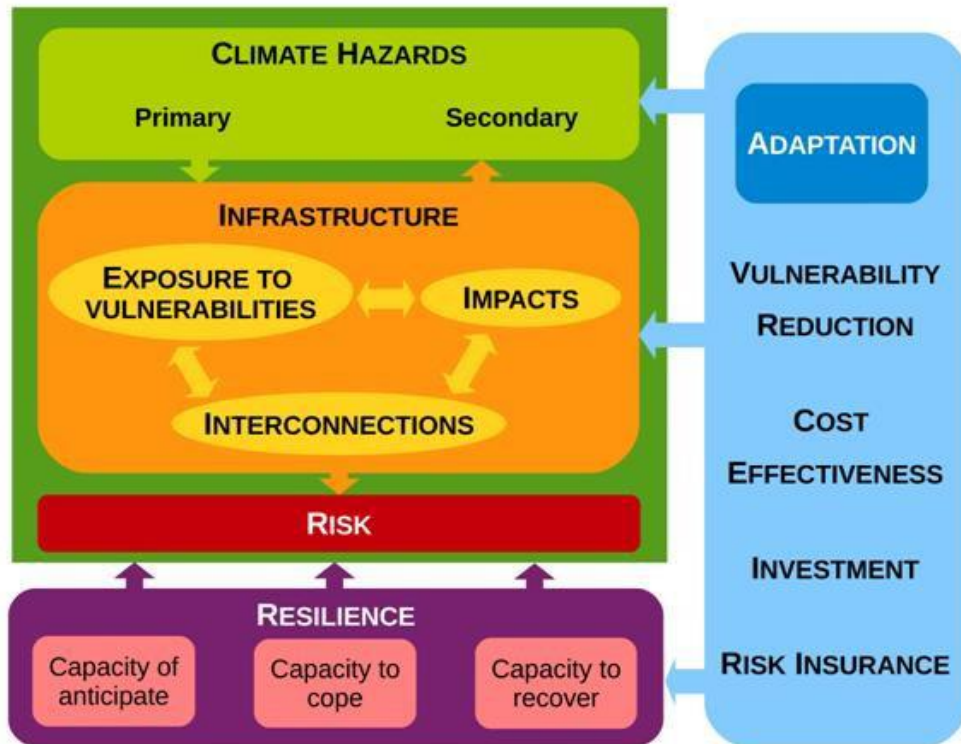 CLIMATE HAZARDS
Primary
Secondary
INFRASTRUCTURE
EXPOSURE TO
VULNERABILITIES
IMPACTS
INTERCONNECTIONS
RISK
RESILIENCE
Capacity of
anticipate
Capacity to
cope
Capacity to
recover
ADAPTATION
VULNERABILITY
REDUCTION
COST
EFFECTIVENESS
INVESTMENT
RISK INSURANCE